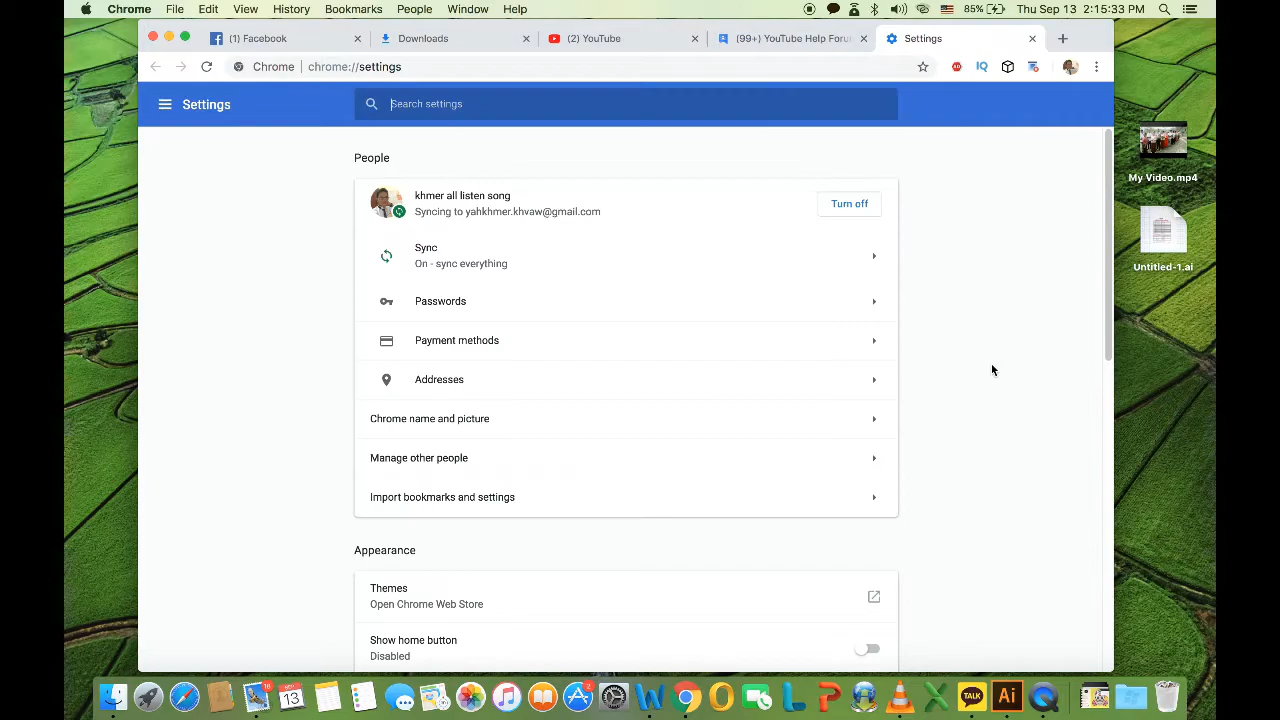 Chrome File Edit View History Bookmarks People Window Help 85% Thu Sep 13 2:15:33 PM
(1) Facebook Downloads (2) YouTube (99+) YouTube Help Foru Settings
Chrome chrome://settings
Settings Search settings
People
khmer all listen song
Syncing to yahkhmer.khvaw@gmail.com
Turn off
Sync
On - sync everything
Passwords
Payment methods
Addresses
Chrome name and picture
Manage other people
Import bookmarks and settings
Appearance
Themes
Open Chrome Web Store
Show home button
Disabled
My Video.mp4
Untitled-1.ai
13
TALK
Ai